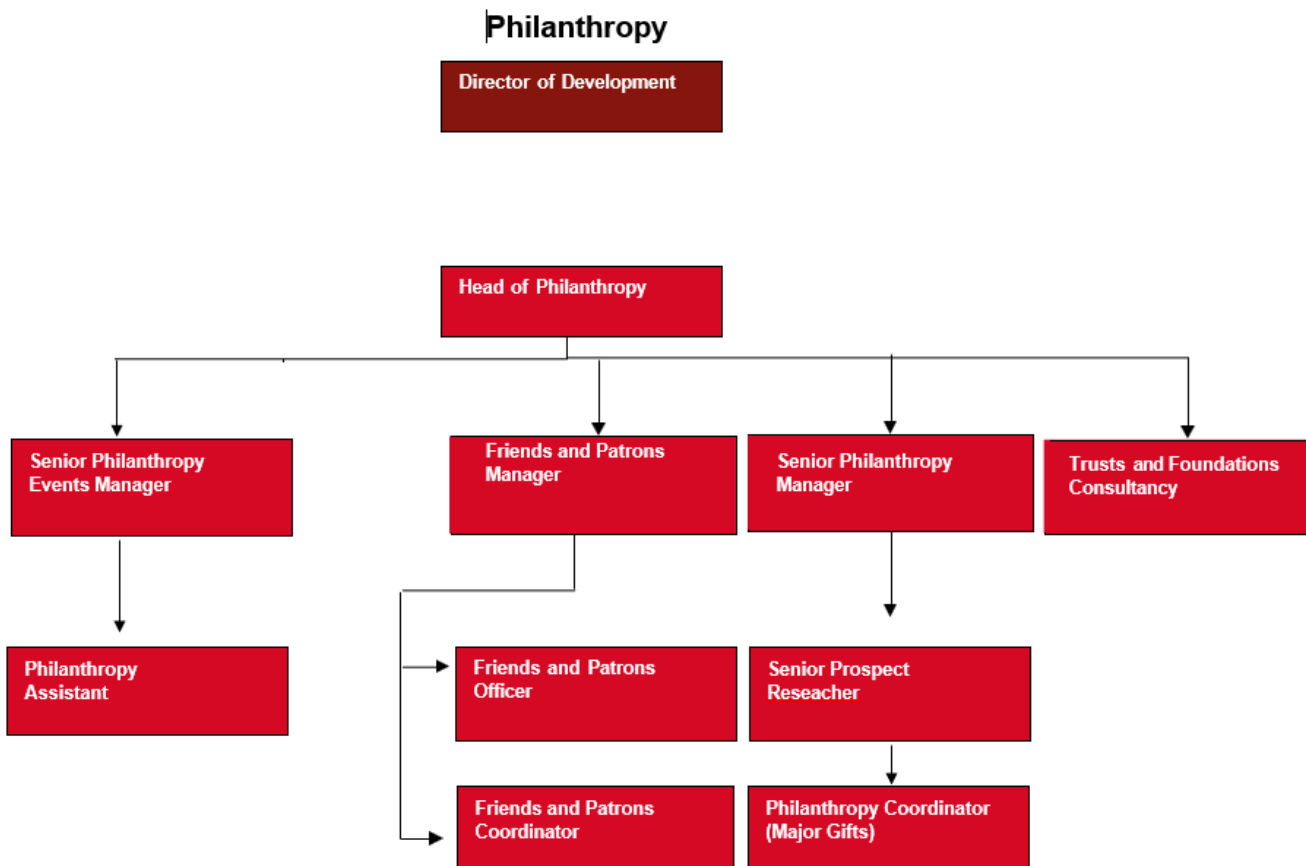 Philanthropy
Director of Development
Head of Philanthropy
Senior Philanthropy
Events Manager
Friends and Patrons
Manager
Senior Philanthropy
Manager
Trusts and Foundations
Consultancy
Philanthropy
Assistant
Friends and Patrons
Officer
Senior Prospect
Reseacher
Friends and Patrons
Coordinator
Philanthropy Coordinator
(Major Gifts)